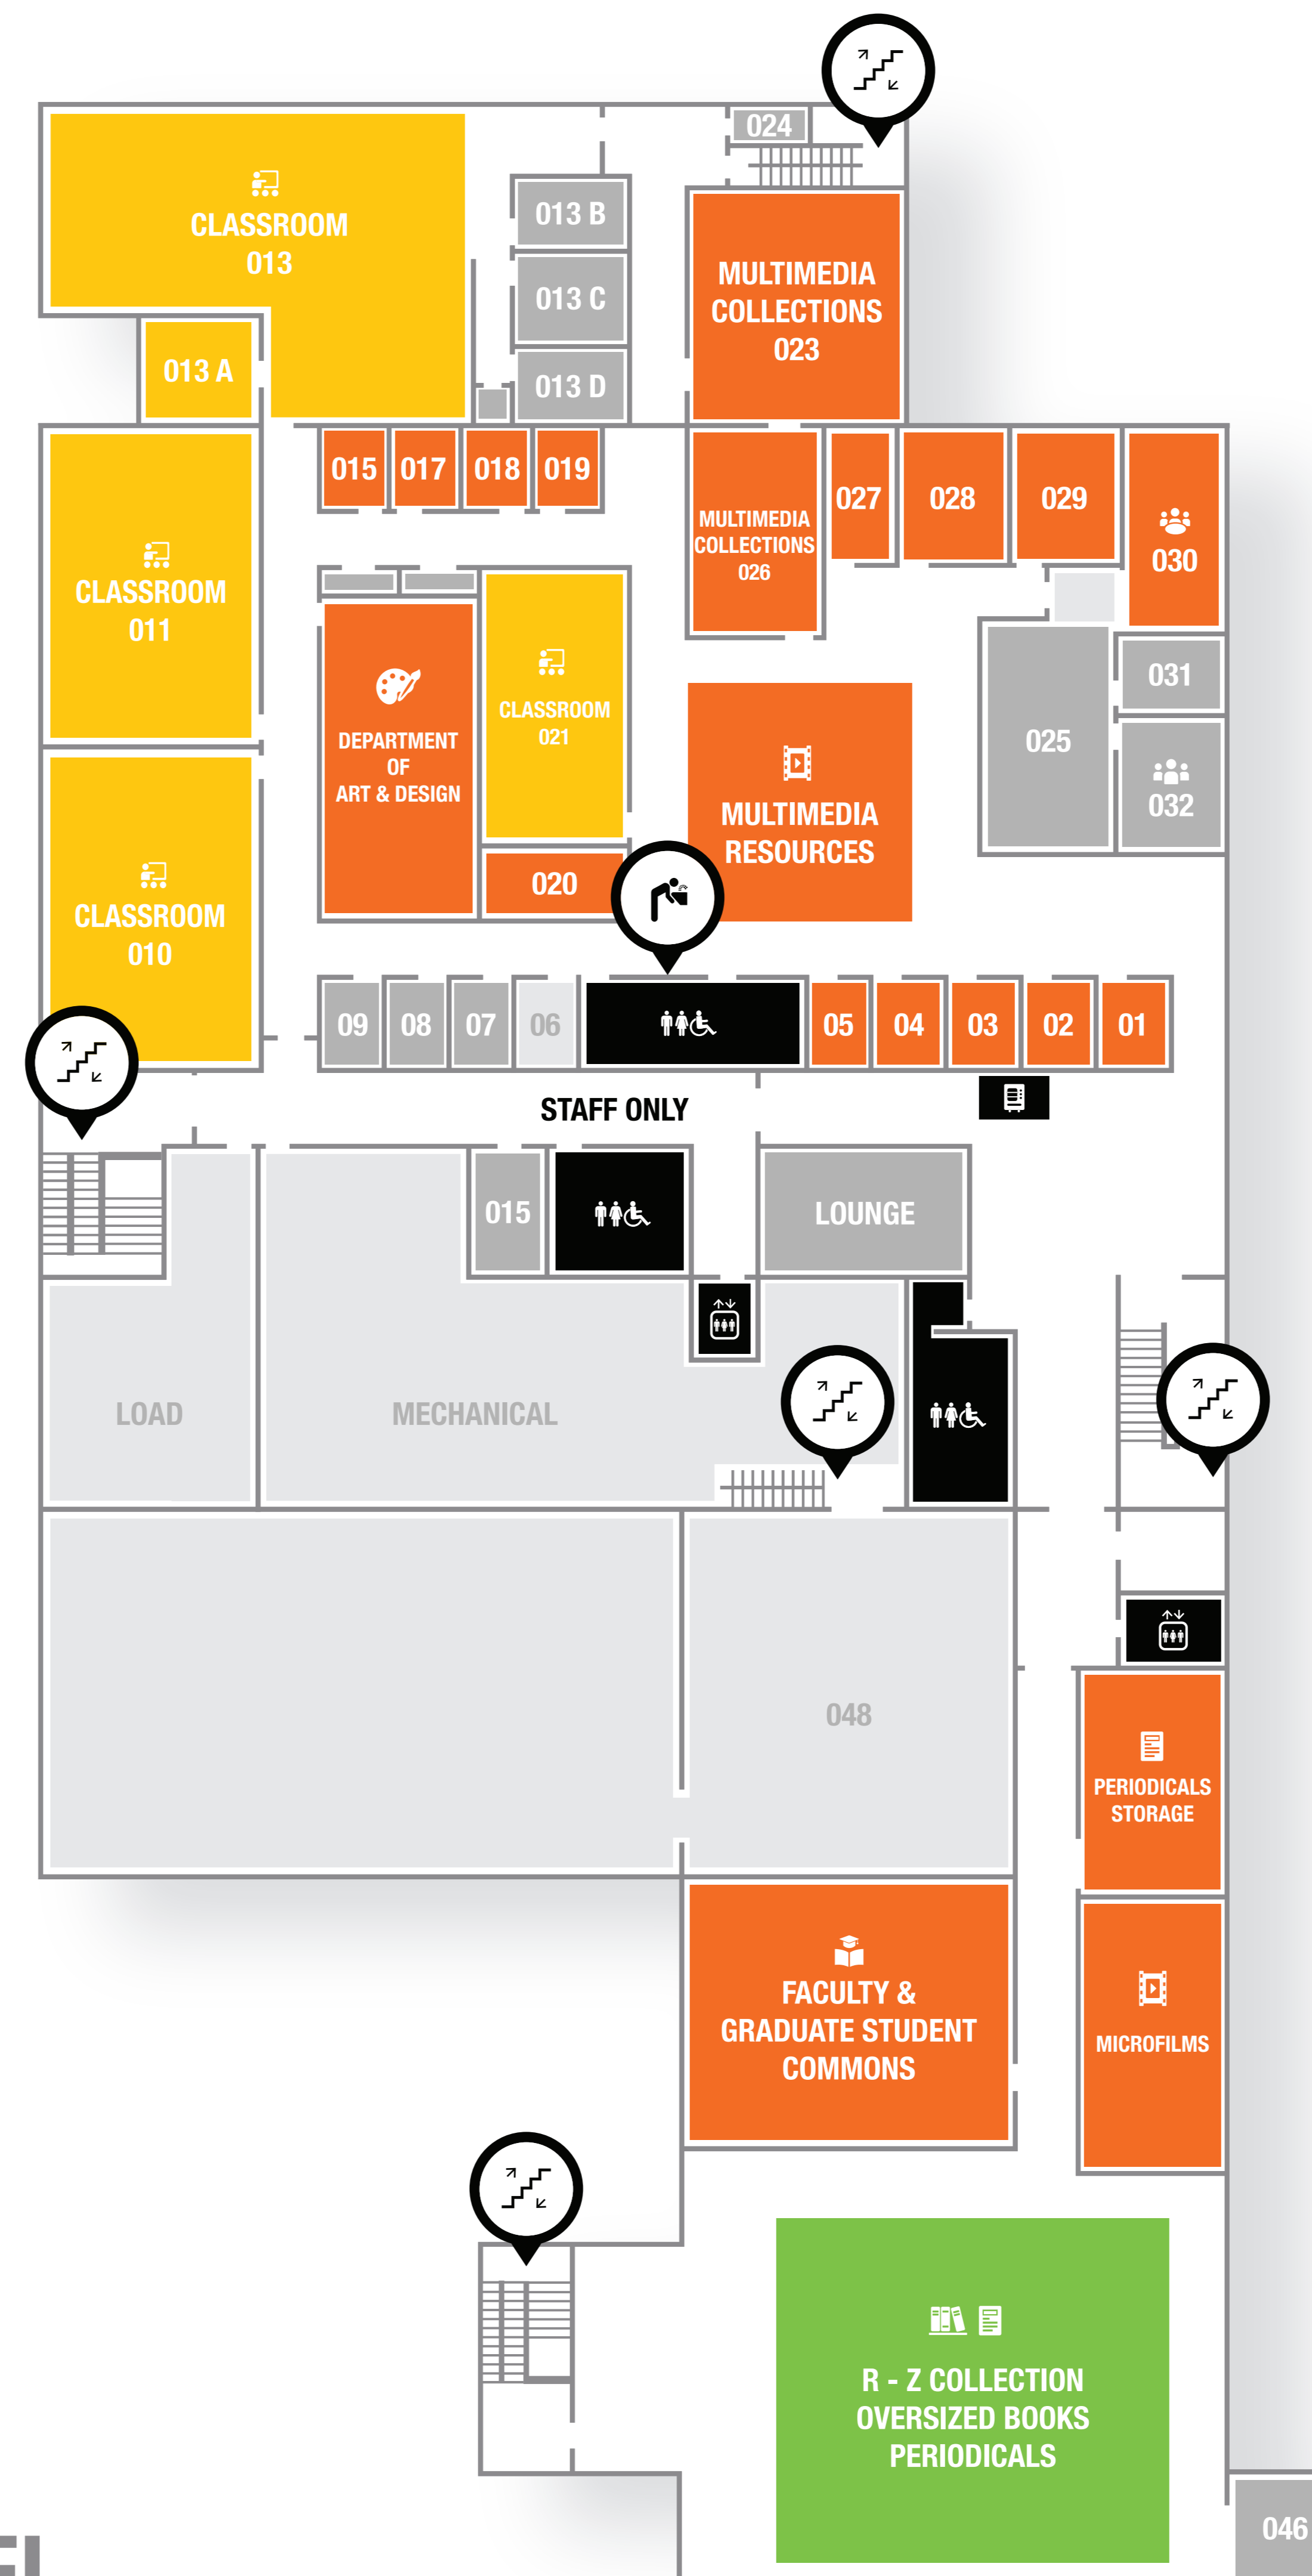 024
013 B
CLASSROOM
013
013 C
MULTIMEDIA
COLLECTIONS
023
013 A
013 D
015
017
018
019
027
028
029
MULTIMEDIA
COLLECTIONS
026
030
CLASSROOM
011
031
CLASSROOM
021
DEPARTMENT
OF
ART & DESIGN
025
032
MULTIMEDIA
RESOURCES
020
CLASSROOM
010
09
08
07
06
05
04
03
02
01
STAFF ONLY
015
LOUNGE
LOAD
MECHANICAL
048
PERIODICALS
STORAGE
FACULTY &
GRADUATE STUDENT
COMMONS
MICROFILMS
R - Z COLLECTION
OVERSIZED BOOKS
PERIODICALS
046